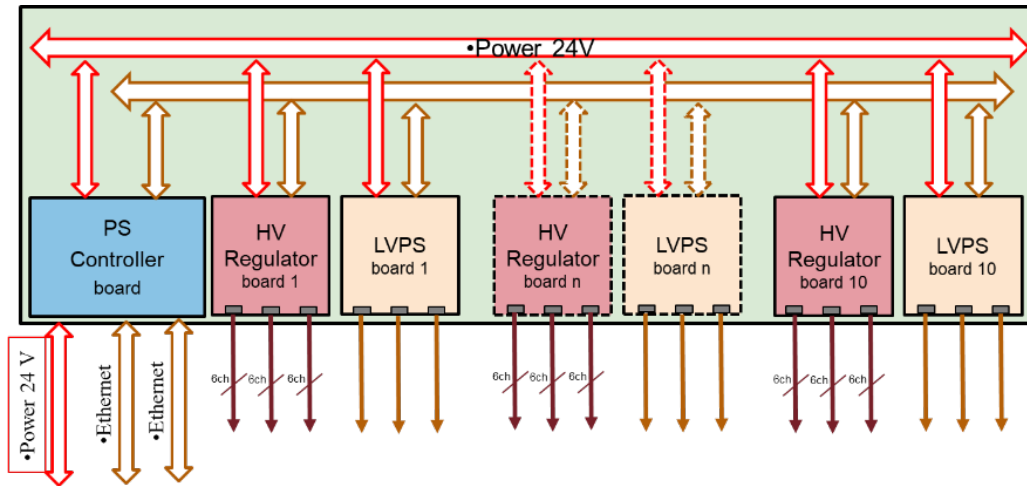 •Power 24V
PS
Controller
board
HV
Regulator
board 1
LVPS
board 1
HV
Regulator
board n
LVPS
board n
HV
Regulator
board 10
LVPS
board 10
•Power 24 V
•Ethernet
•Ethernet
6ch
6ch
6ch
6ch
6ch
6ch
6ch
6ch
6ch